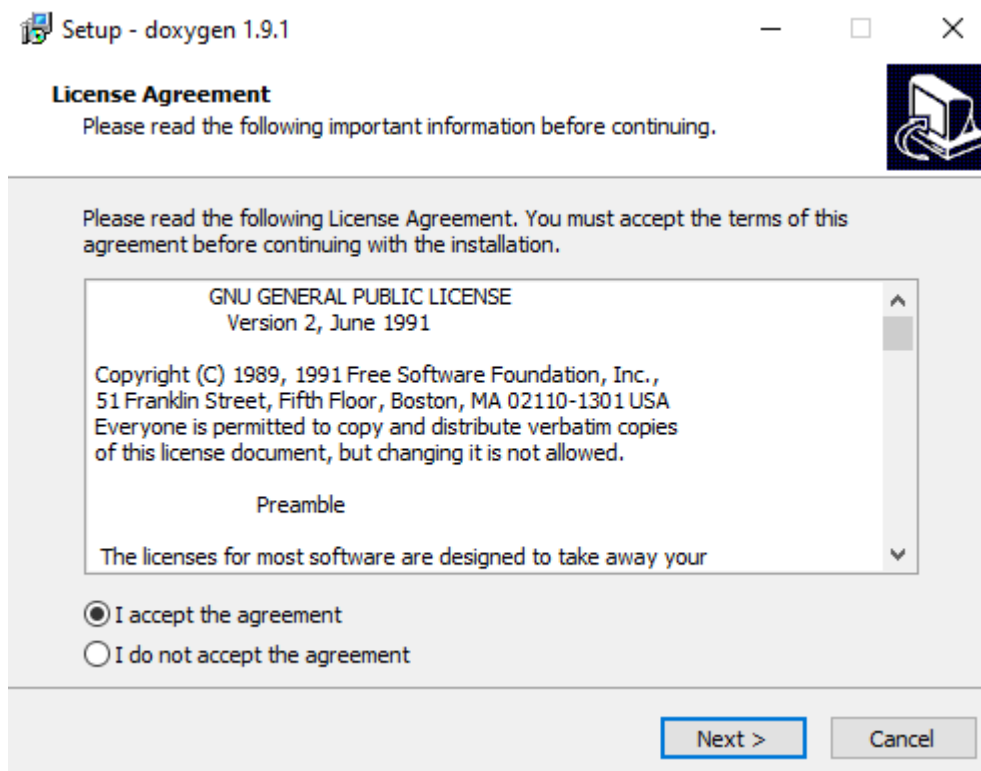 Setup - doxygen 1.9.1
License Agreement
Please read the following important information before continuing.
Please read the following License Agreement. You must accept the terms of this
agreement before continuing with the installation.
GNU GENERAL PUBLIC LICENSE
Version 2, June 1991
Copyright (C) 1989, 1991 Free Software Foundation, Inc.,
51 Franklin Street, Fifth Floor, Boston, MA 02110-1301 USA
Everyone is permitted to copy and distribute verbatim copies
of this license document, but changing it is not allowed.
Preamble
The licenses for most software are designed to take away your
I accept the agreement
I do not accept the agreement
Next >
Cancel